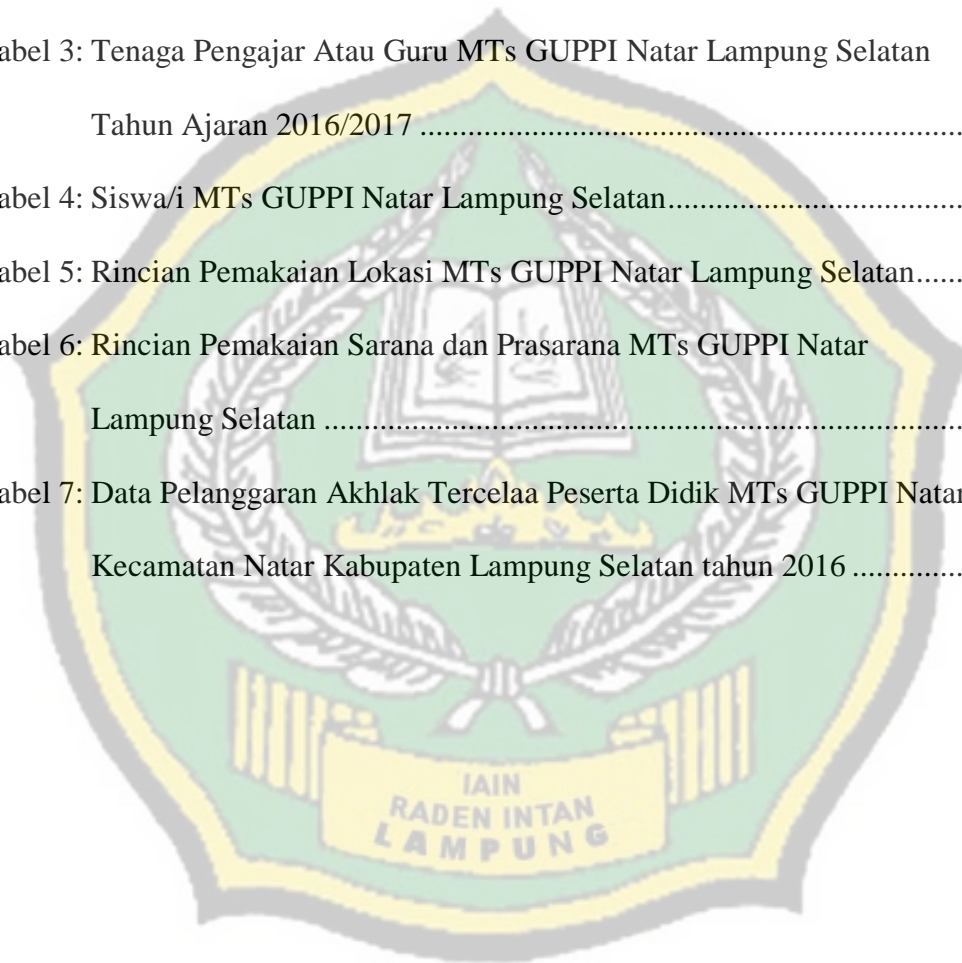 abel 3: Tenaga Pengajar Atau Guru MTs GUPPI Natar Lampung Selatan
Tahun Ajaran 2016/2017 ....................................................................................
abel 4: Siswa/i MTs GUPPI Natar Lampung Selatan..............................................
abel 5: Rincian Pemakaian Lokasi MTs GUPPI Natar Lampung Selatan.......
abel 6: Rincian Pemakaian Sarana dan Prasarana MTs GUPPI Natar
Lampung Selatan ....................................................................................................
abel 7: Data Pelanggaran Akhlak Tercelaa Peserta Didik MTs GUPPI Natar
Kecamatan Natar Kabupaten Lampung Selatan tahun 2016 .................
IAIN
RADEN INTAN
LAMPUNG